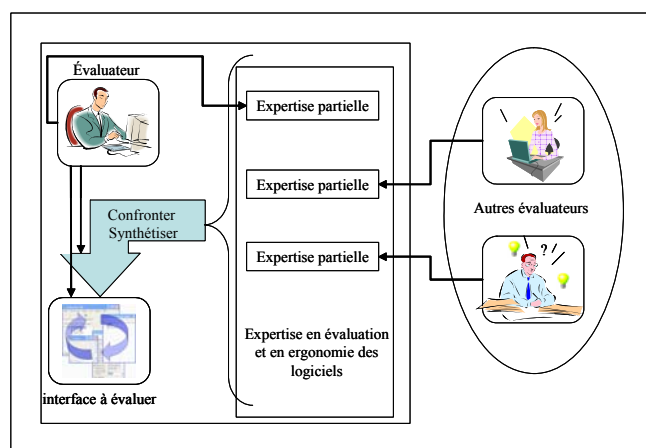 Évaluateur
Expertise partielle
Expertise partielle
Confronter
Synthétiser
Autres évaluateurs
Expertise partielle
?
Expertise en évaluation
et en ergonomie des
logiciels
interface à évaluer